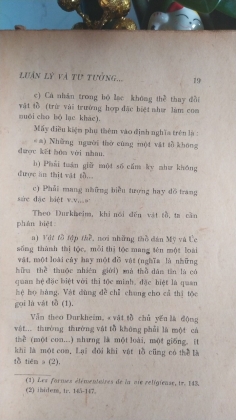 LUẬN LÝ VÀ TƯ TƯỞNG... 19
c) Cá nhân trong bộ lạc không thể thay đổi
vật tổ (trừ vài trường hợp đặc biệt như làm con
nuôi cho bộ lạc khác).
Mấy điều kiện phụ thêm vào định nghĩa trên là :
« a) Những người thờ cùng một vật tổ không
được kết hôn với nhau.
b) Phải tuân giữ một số cấm kỵ như không
được ăn thịt vật tổ...
c) Phải mang những biểu tượng hay đồ trang
sức đặc biệt v.v...»
Theo Durkheim, khi nói đến vật tổ, ta cần
phân biệt :
a) Vật tổ tập thể, nơi những thổ dân Mỹ và Úc
sống thành thị tộc, mỗi thị tộc mang tên một loài
vật, một loài cây hay một đồ vật (nghĩa là những
hữu thể thuộc nhiên giới) mà thổ dân tin là có
quan hệ đặc biệt với thị tộc mình, đặc biệt là quan
hệ họ hàng. Vật dùng để chỉ chung cho cả thị tộc
gọi là vật tổ (1).
Vẫn theo Durkheim, « vật tổ chủ yếu là động
vật... thường thường vật tổ không phải là một cá
thể (một con...) nhưng là một loài, một giống, ít
khi là một con. Lại đôi khi vật tổ cũng có thể là
tổ tiên » (2).
(1) Les formes élémentaires de la vie religieuse, tr. 143.
(2) ibidem, tr. 145-147.